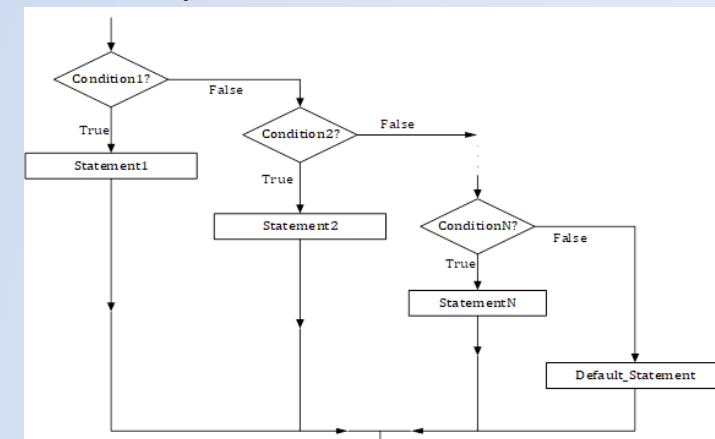 Condition1?
False
True
Condition2?
False
Statement1
True
Statement2
ConditionN?
False
True
StatementN
Default_Statement